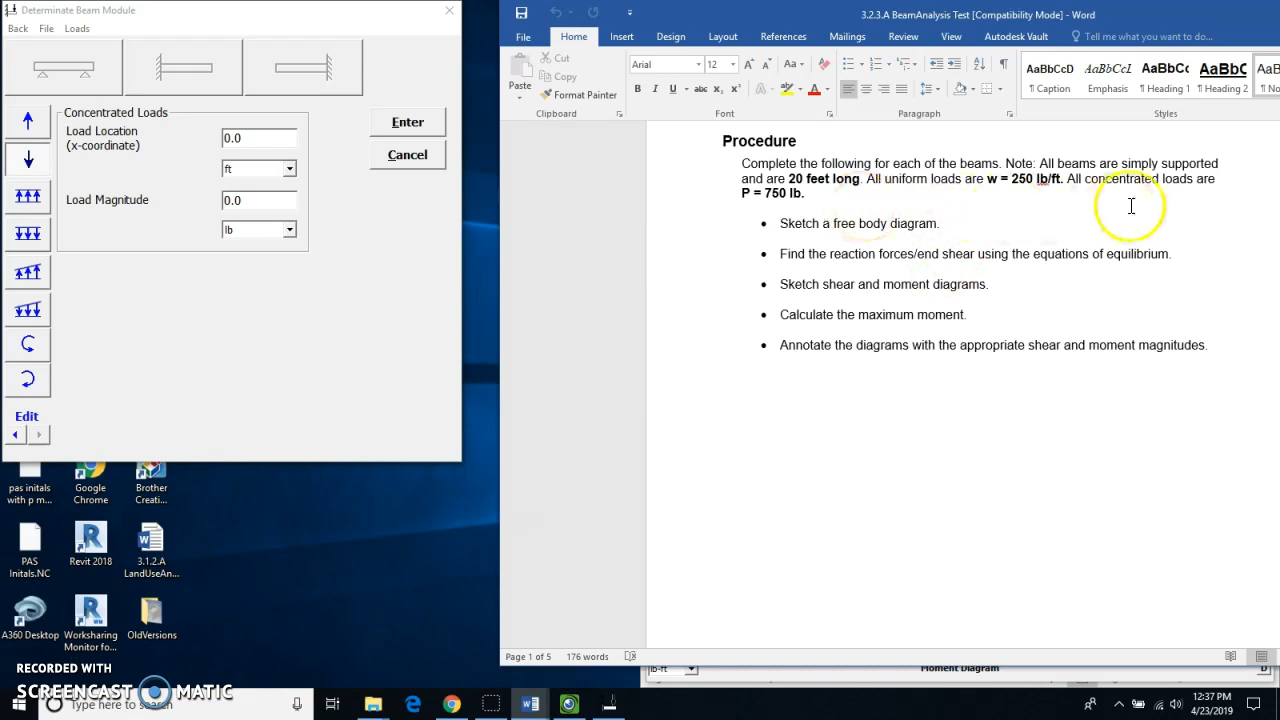 Determinate Beam Module
Back File Loads
Concentrated Loads
Load Location
(x-coordinate)
0.0
ft
Load Magnitude
0.0
lb
Enter
Cancel
Edit
pas initals
with p m...
Google
Chrome
Brother
Creati...
PAS
Initals.NC
Revit 2018
3.1.2.A
LandUseAn...
A360 Desktop
Worksharing
Monitor fo...
OldVersions
RECORDED WITH
SCREENCAST MATIC
Type here to search
3.2.3.A BeamAnalysis Test [Compatibility Mode] - Word
File Home Insert Design Layout References Mailings Review View Autodesk Vault Tell me what you want to do...
Paste
Cut
Copy
Format Painter
Clipboard
Arial 12
Font
Paragraph
AaBbCcD AaBbCcI AaBbCc AaBbC AaBbC
¶ Caption Emphasis ¶ Heading 1 ¶ Heading 2 ¶ Hea
Styles
Procedure
Complete the following for each of the beams. Note: All beams are simply supported
and are 20 feet long. All uniform loads are w = 250 lb/ft. All concentrated loads are
P = 750 lb.
• Sketch a free body diagram.
• Find the reaction forces/end shear using the equations of equilibrium.
• Sketch shear and moment diagrams.
• Calculate the maximum moment.
• Annotate the diagrams with the appropriate shear and moment magnitudes.
Page 1 of 5 176 words
lb-ft
Moment Diagram
12:37 PM
4/23/2019